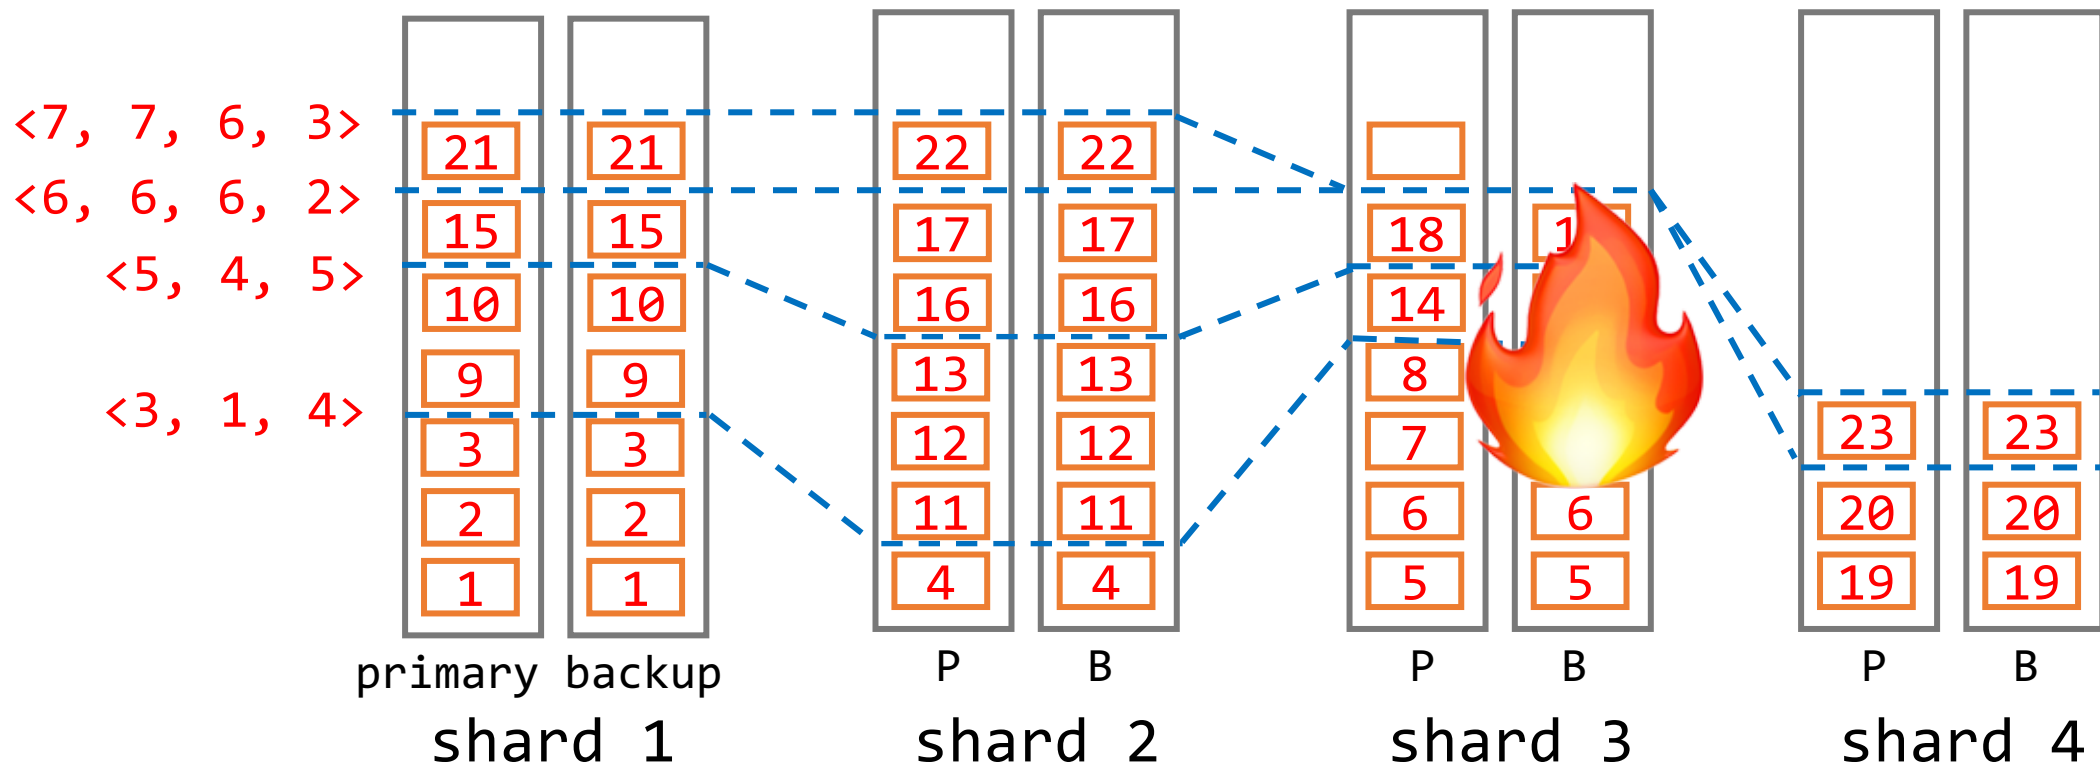 <7, 7, 6, 3>
<6, 6, 6, 2>
<5, 4, 5>
<3, 1, 4>
21 21 22 22
15 15 17 17 18
10 10 16 16 14
9 9 13 13 8 23 23
3 3 12 12 7
2 2 11 11 6 6 20 20
1 1 4 4 5 5 19 19
primary backup P B P B P B
shard 1 shard 2 shard 3 shard 4